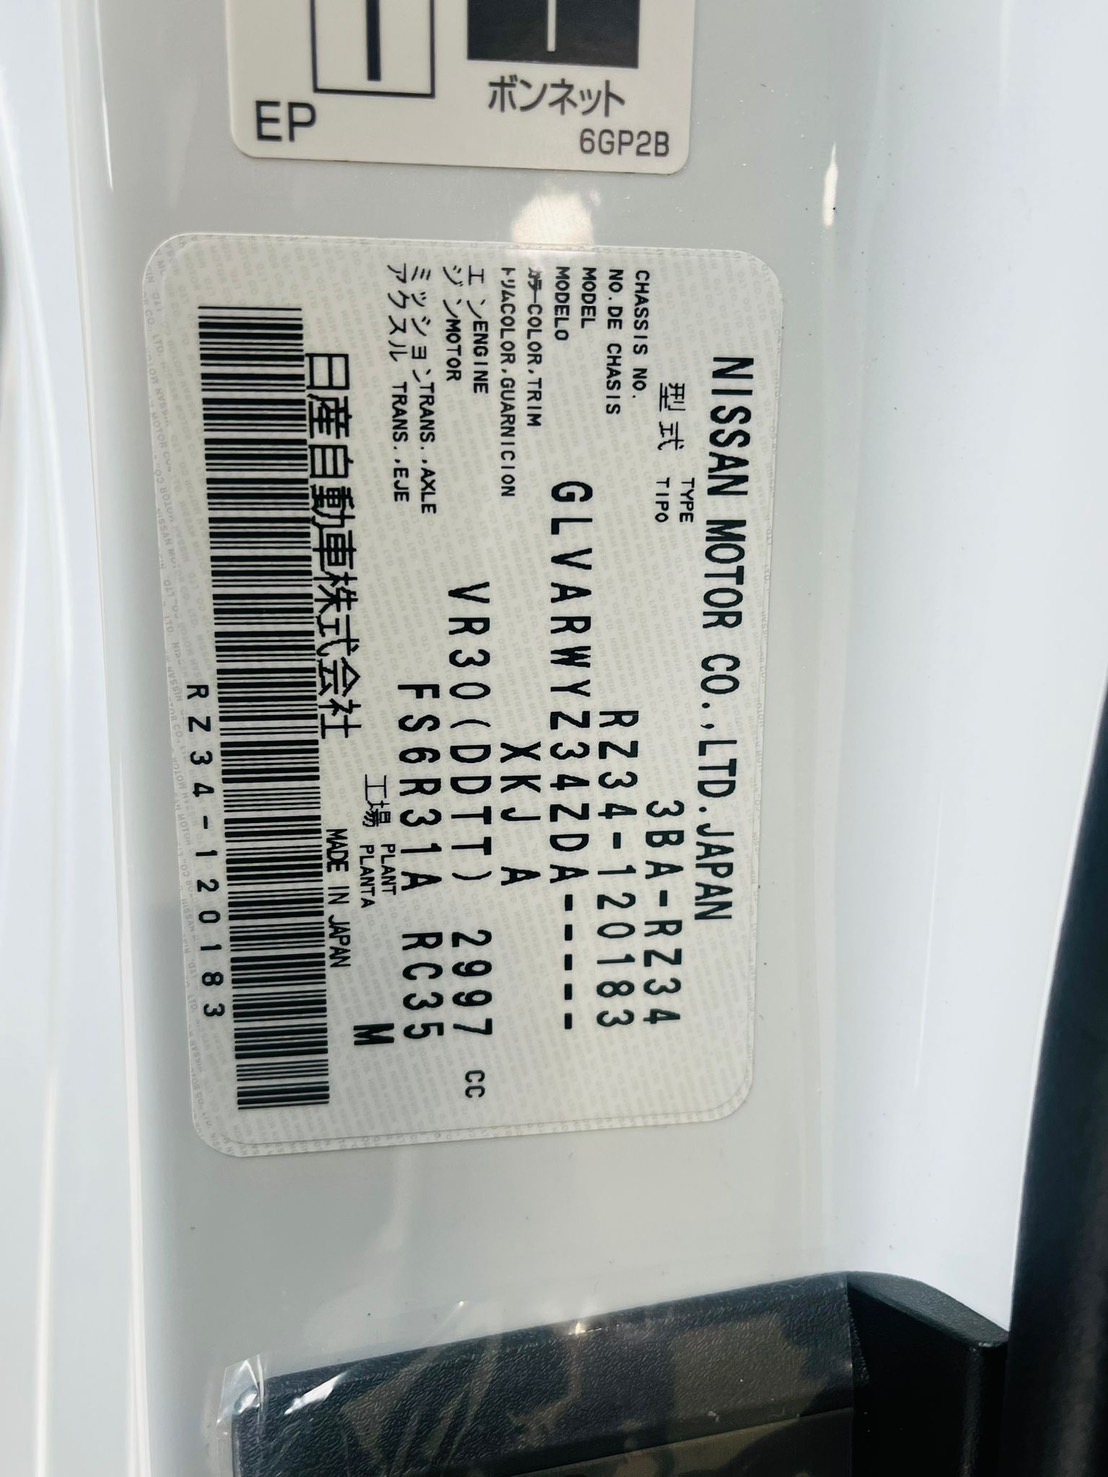 EP
ボンネット
6GP2B
NISSAN MOTOR CO.,LTD.JAPAN
型式 TYPE TIPO 3BA-RZ34
CHASSIS NO.
NO.DE CHASIS RZ34-120183
MODEL
MODELO GLVARWYZ34ZDA-----
カラーCOLOR,TRIM
トリムCOLOR,GUARNICION XKJ A
エンENGINE
ジンMOTOR VR30(DDTT) 2997 CC
ミッションTRANS.,AXLE
アクスル TRANS.,EJE FS6R31A RC35
工場 PLANT PLANTA M
日産自動車株式会社 MADE IN JAPAN
RZ34-120183